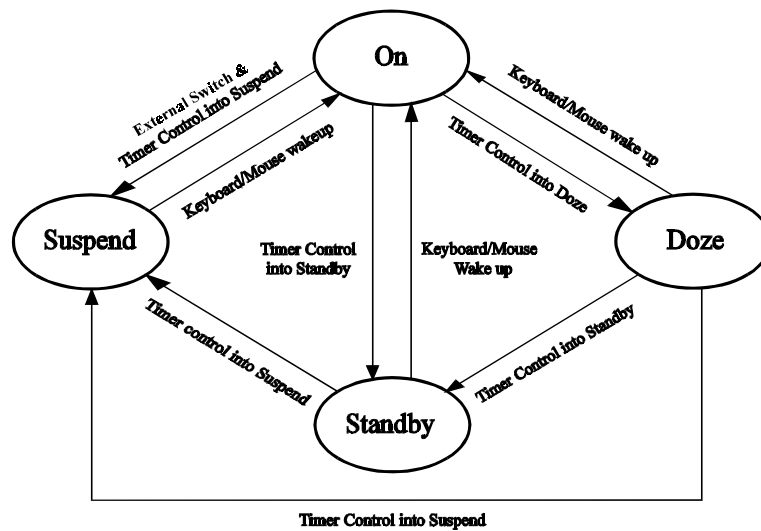 On
External Switch &
Timer Control into Suspend
Keyboard/Mouse wake up
Keyboard/Mouse wakeup
Timer Control into Doze
Suspend
Doze
Timer Control
into Standby
Keyboard/Mouse
Wake up
Timer control into Suspend
Timer Control into Standby
Standby
Timer Control into Suspend